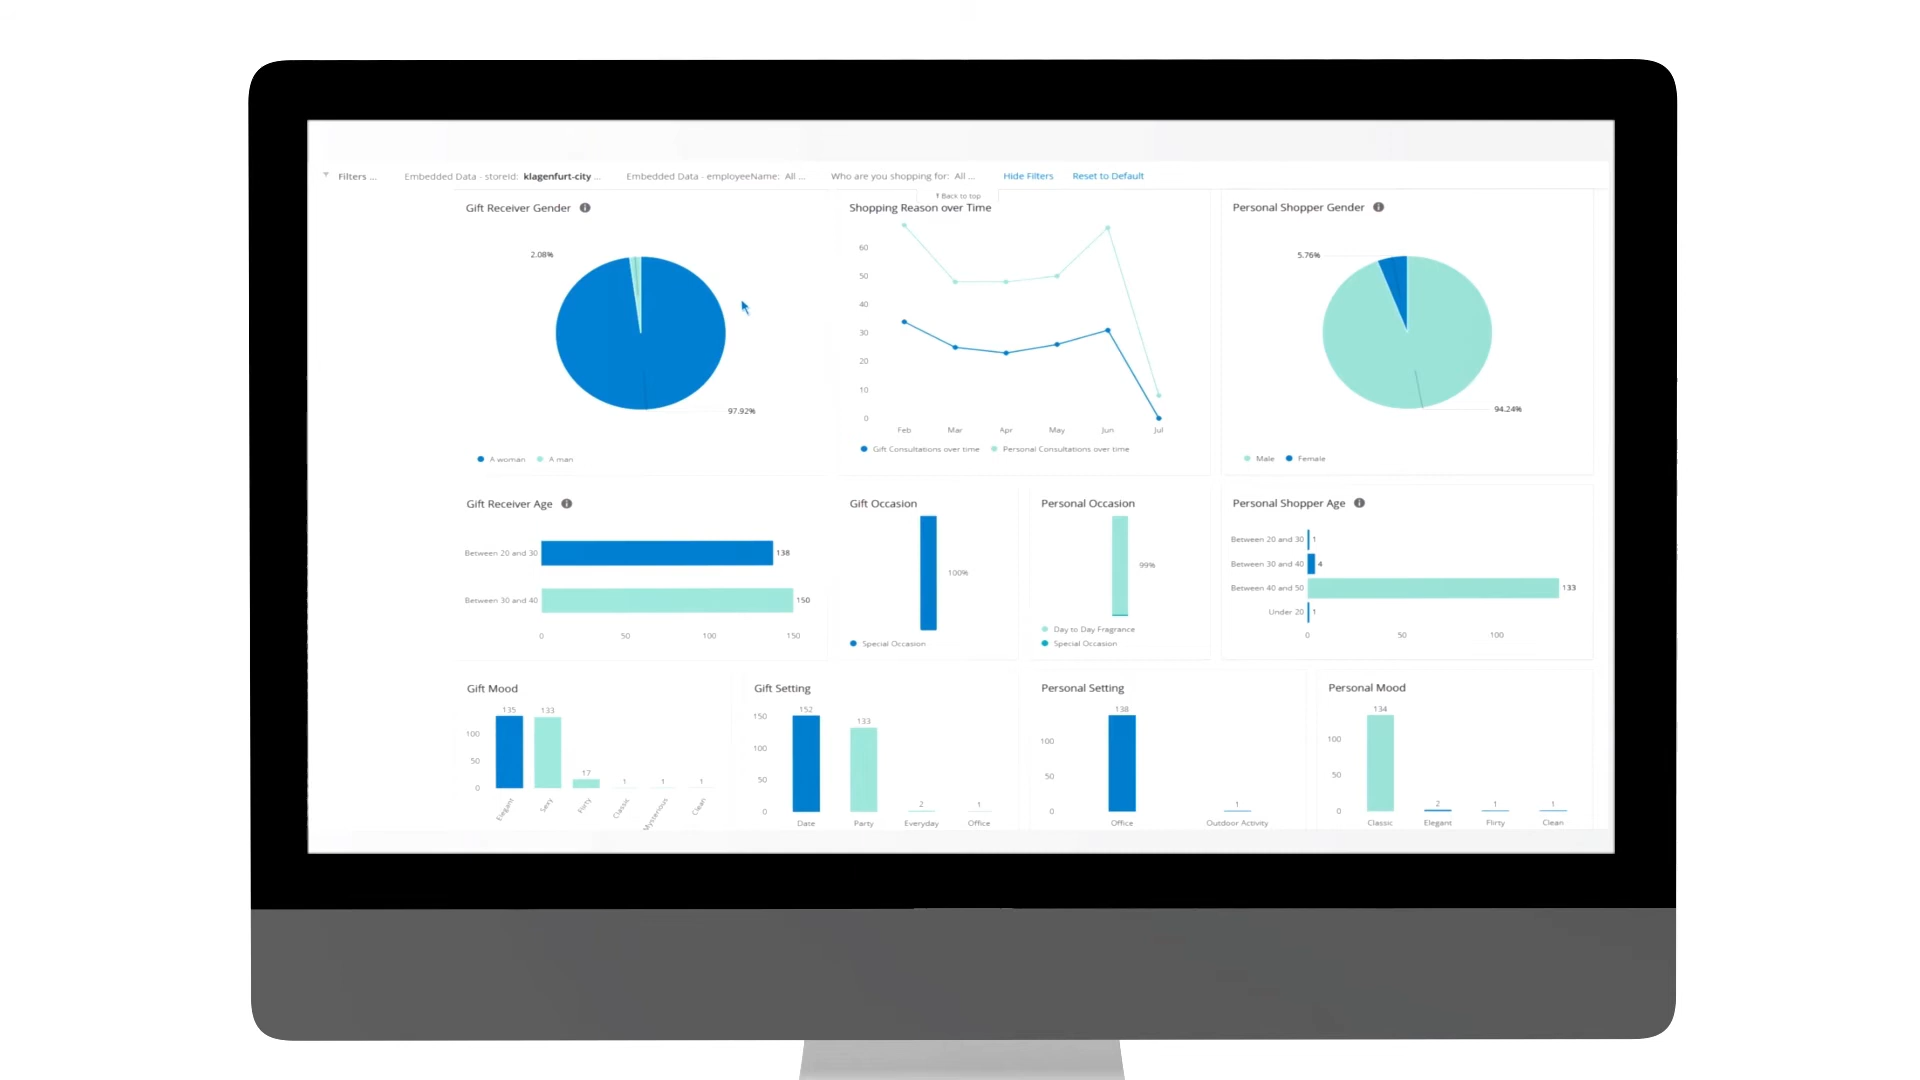 Filters ...
Embedded Data - storeId: klagenfurt-city ...
Embedded Data - employeeName: All ...
Who are you shopping for: All ...
Hide Filters
Reset to Default
↑ Back to top
Gift Receiver Gender
2.08%
97.92%
A woman A man
Shopping Reason over Time
60
50
40
30
20
10
0
Feb Mar Apr May Jun Jul
Gift Consultations over time Personal Consultations over time
Personal Shopper Gender
5.76%
94.24%
Male Female
Gift Receiver Age
Between 20 and 30 138
Between 30 and 40 150
0 50 100 150
Gift Occasion
100%
Special Occasion
Personal Occasion
99%
Day to Day Fragrance
Special Occasion
Personal Shopper Age
Between 20 and 30 1
Between 30 and 40 4
Between 40 and 50 133
Under 20 1
0 50 100
Gift Mood
135 133 17 1 1 1
100
50
0
Elegant Sexy Flirty Classic Mysterious Clean
Gift Setting
152 133 2 1
150
100
50
0
Date Party Everyday Office
Personal Setting
138 1
100
50
0
Office Outdoor Activity
Personal Mood
134 2 1 1
100
50
0
Classic Elegant Flirty Clean